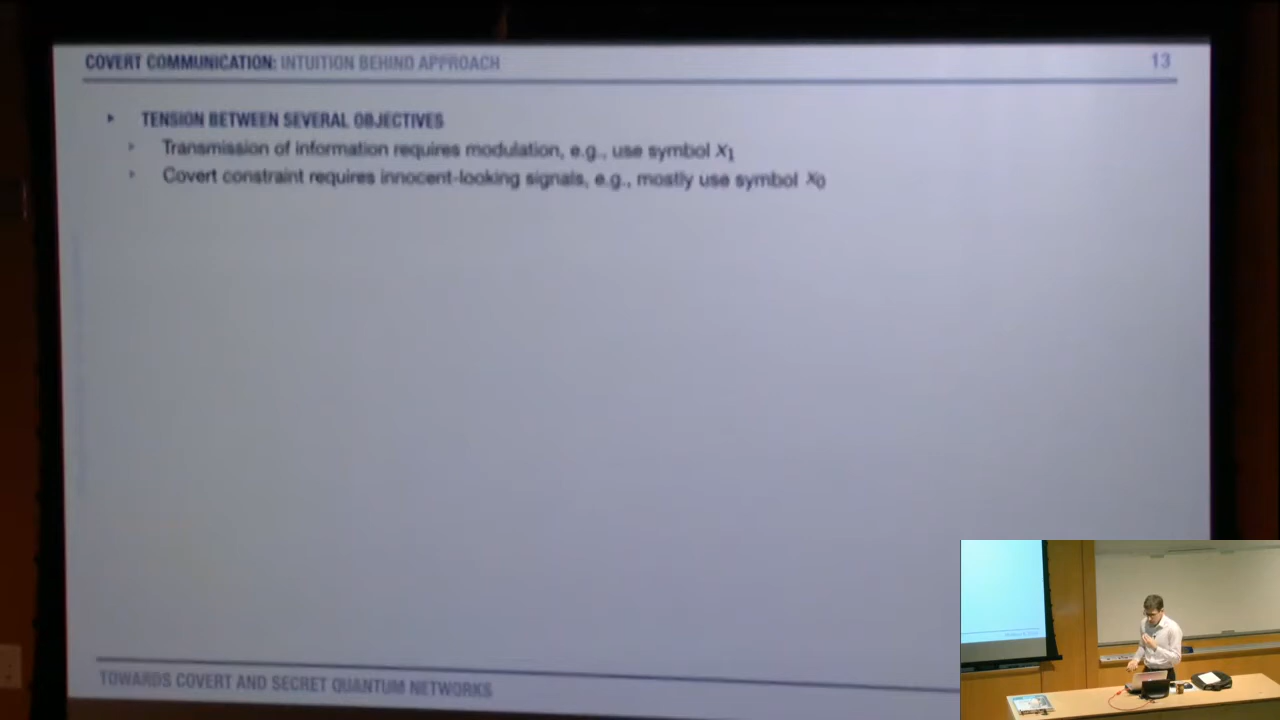 COVERT COMMUNICATION: INTUITION BEHIND APPROACH 13
TENSION BETWEEN SEVERAL OBJECTIVES
Transmission of information requires modulation, e.g., use symbol x₁
Covert constraint requires innocent-looking signals, e.g., mostly use symbol x₀
TOWARDS COVERT AND SECRET QUANTUM NETWORKS